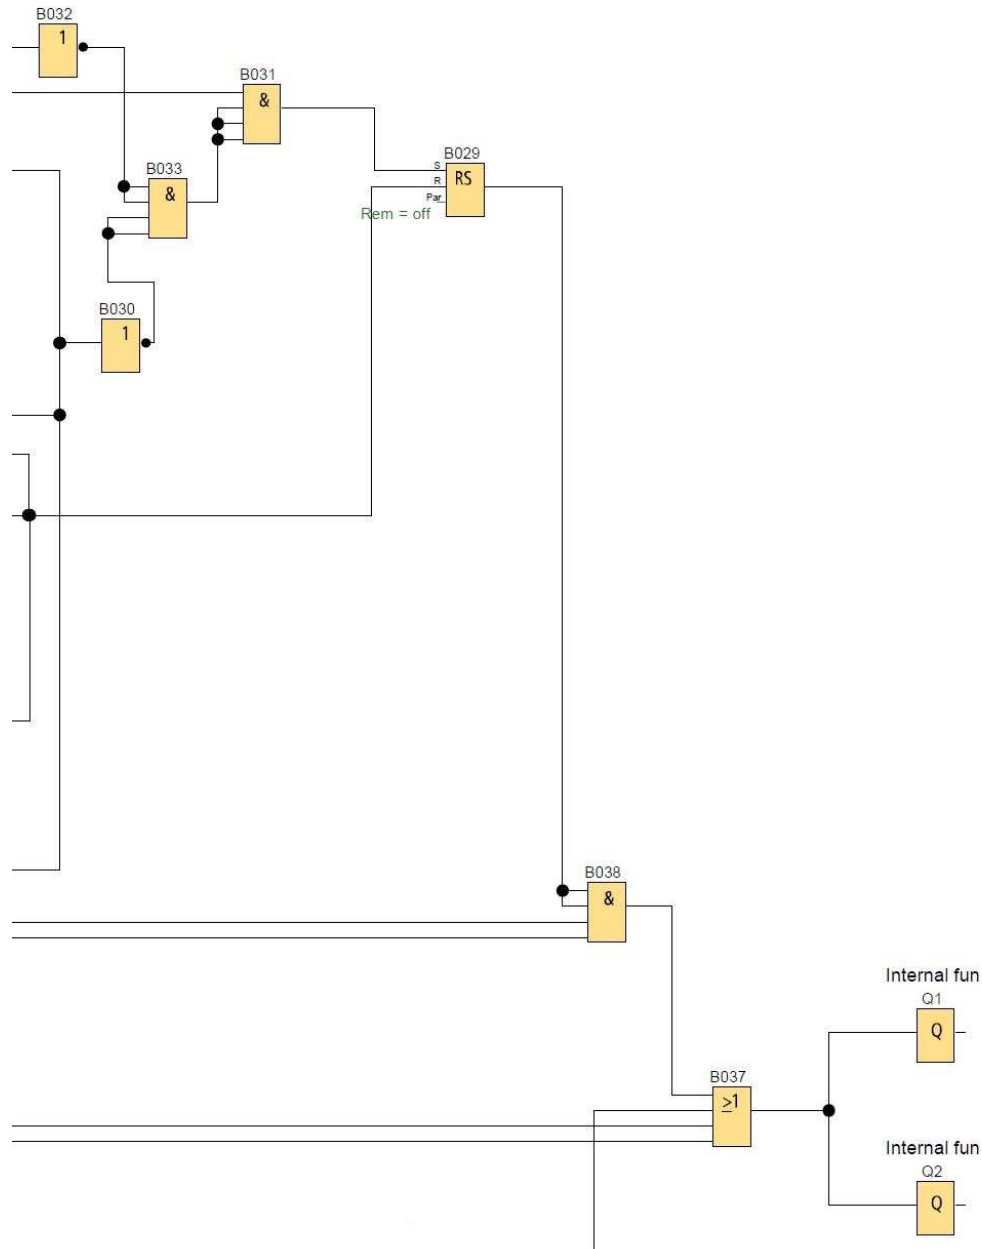 B032
1
B031
&
B033
&
B029
S
R
RS
Par
Rem = off
B030
1
B038
&
Internal fun
Q1
Q
B037
≥1
Internal fun
Q2
Q